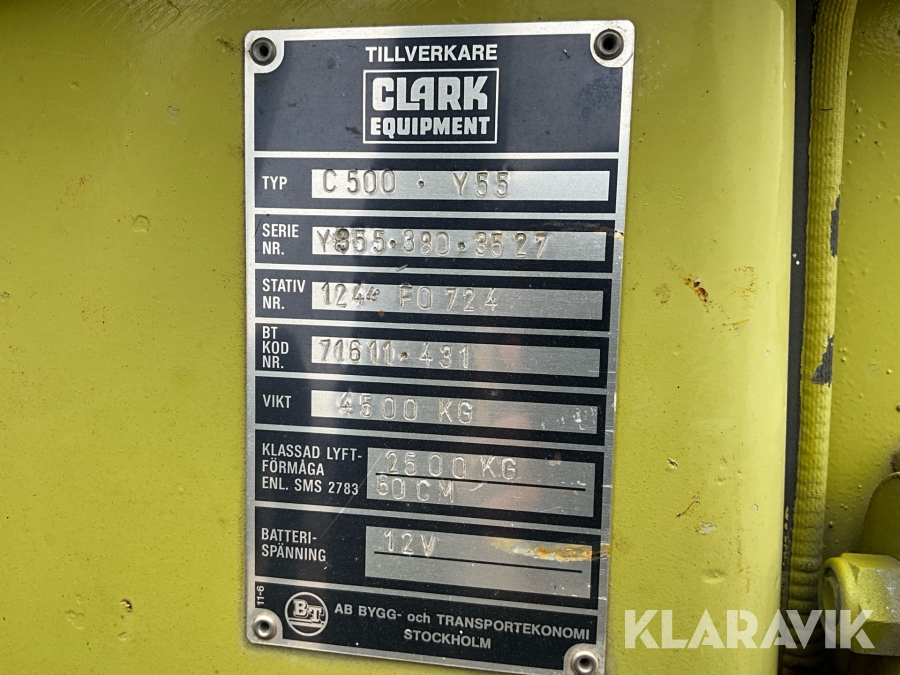 TILLVERKARE
CLARK
EQUIPMENT
TYP C 500 · Y55
SERIE NR. Y355·380·3527
STATIV NR. 124" FO 724
BT KOD NR. 71611·431
VIKT 4500 KG
KLASSAD LYFT-
FÖRMÅGA
ENL. SMS 2783
2500 KG
60 CM
BATTERI-
SPÄNNING
12V
11-6
BT
AB BYGG- och TRANSPORTEKONOMI
STOCKHOLM
KLARAVIK